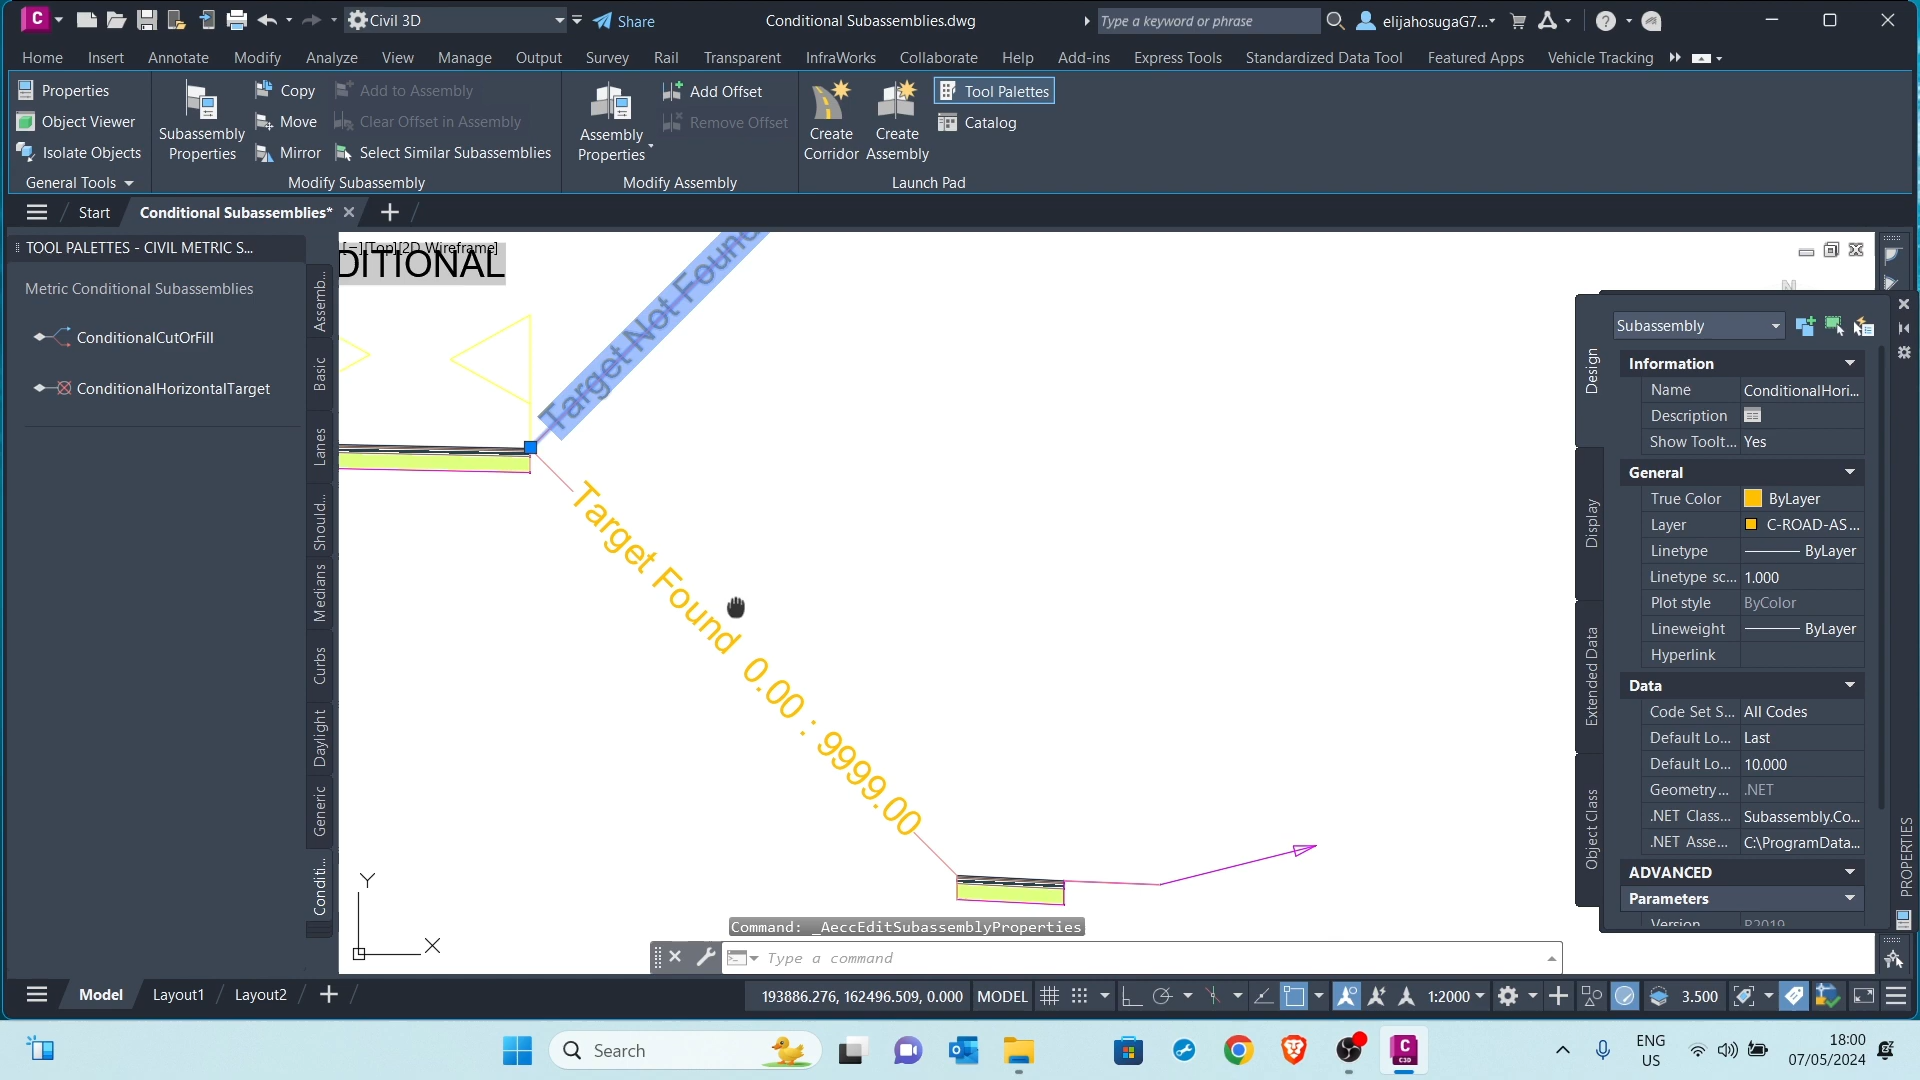 C Civil 3D Share Conditional Subassemblies.dwg Type a keyword or phrase elijahosugaG7...
Home Insert Annotate Modify Analyze View Manage Output Survey Rail Transparent InfraWorks Collaborate Help Add-ins Express Tools Standardized Data Tool Featured Apps Vehicle Tracking
Properties
Object Viewer
Isolate Objects
General Tools
Subassembly Properties
Copy
Move
Mirror
Add to Assembly
Clear Offset in Assembly
Select Similar Subassemblies
Modify Subassembly
Assembly Properties
Add Offset
Remove Offset
Modify Assembly
Create Corridor
Create Assembly
Tool Palettes
Catalog
Launch Pad
Start Conditional Subassemblies*
TOOL PALETTES - CIVIL METRIC S...
Metric Conditional Subassemblies
ConditionalCutOrFill
ConditionalHorizontalTarget
Assemb...
Basic
Lanes
Should...
Medians
Curbs
Daylight
Generic
Conditi...
[−][Top][2D Wireframe]
DITIONAL
Target Not Found
Target Found 0.00 : 9999.00
N
Y
X
Command: _AeccEditSubassemblyProperties
Type a command
Design
Display
Extended Data
Object Class
Subassembly
Information
Name ConditionalHori...
Description
Show Toolt... Yes
General
True Color ByLayer
Layer C-ROAD-AS...
Linetype ByLayer
Linetype sc... 1.000
Plot style ByColor
Lineweight ByLayer
Hyperlink
Data
Code Set S... All Codes
Default Lo... Last
Default Lo... 10.000
Geometry... .NET
.NET Class... Subassembly.Co...
.NET Asse... C:\ProgramData...
ADVANCED
Parameters
Version R2019
PROPERTIES
Model Layout1 Layout2
193886.276, 162496.509, 0.000 MODEL 1:2000 3.500
Search
C
C3D
ENG
US
18:00
07/05/2024